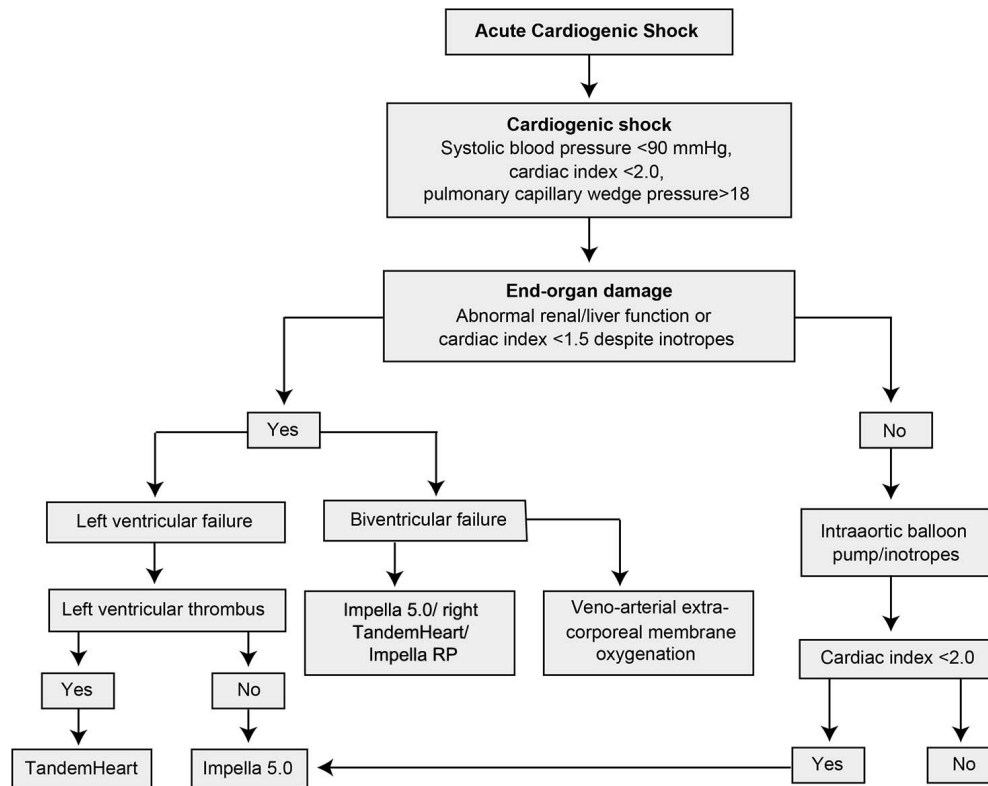 Acute Cardiogenic Shock
Cardiogenic shock
Systolic blood pressure <90 mmHg,
cardiac index <2.0,
pulmonary capillary wedge pressure>18
End-organ damage
Abnormal renal/liver function or
cardiac index <1.5 despite inotropes
Yes
No
Left ventricular failure
Biventricular failure
Intraaortic balloon
pump/inotropes
Left ventricular thrombus
Impella 5.0/ right
TandemHeart/
Impella RP
Veno-arterial extra-
corporeal membrane
oxygenation
Cardiac index <2.0
Yes
No
TandemHeart
Impella 5.0
Yes
No